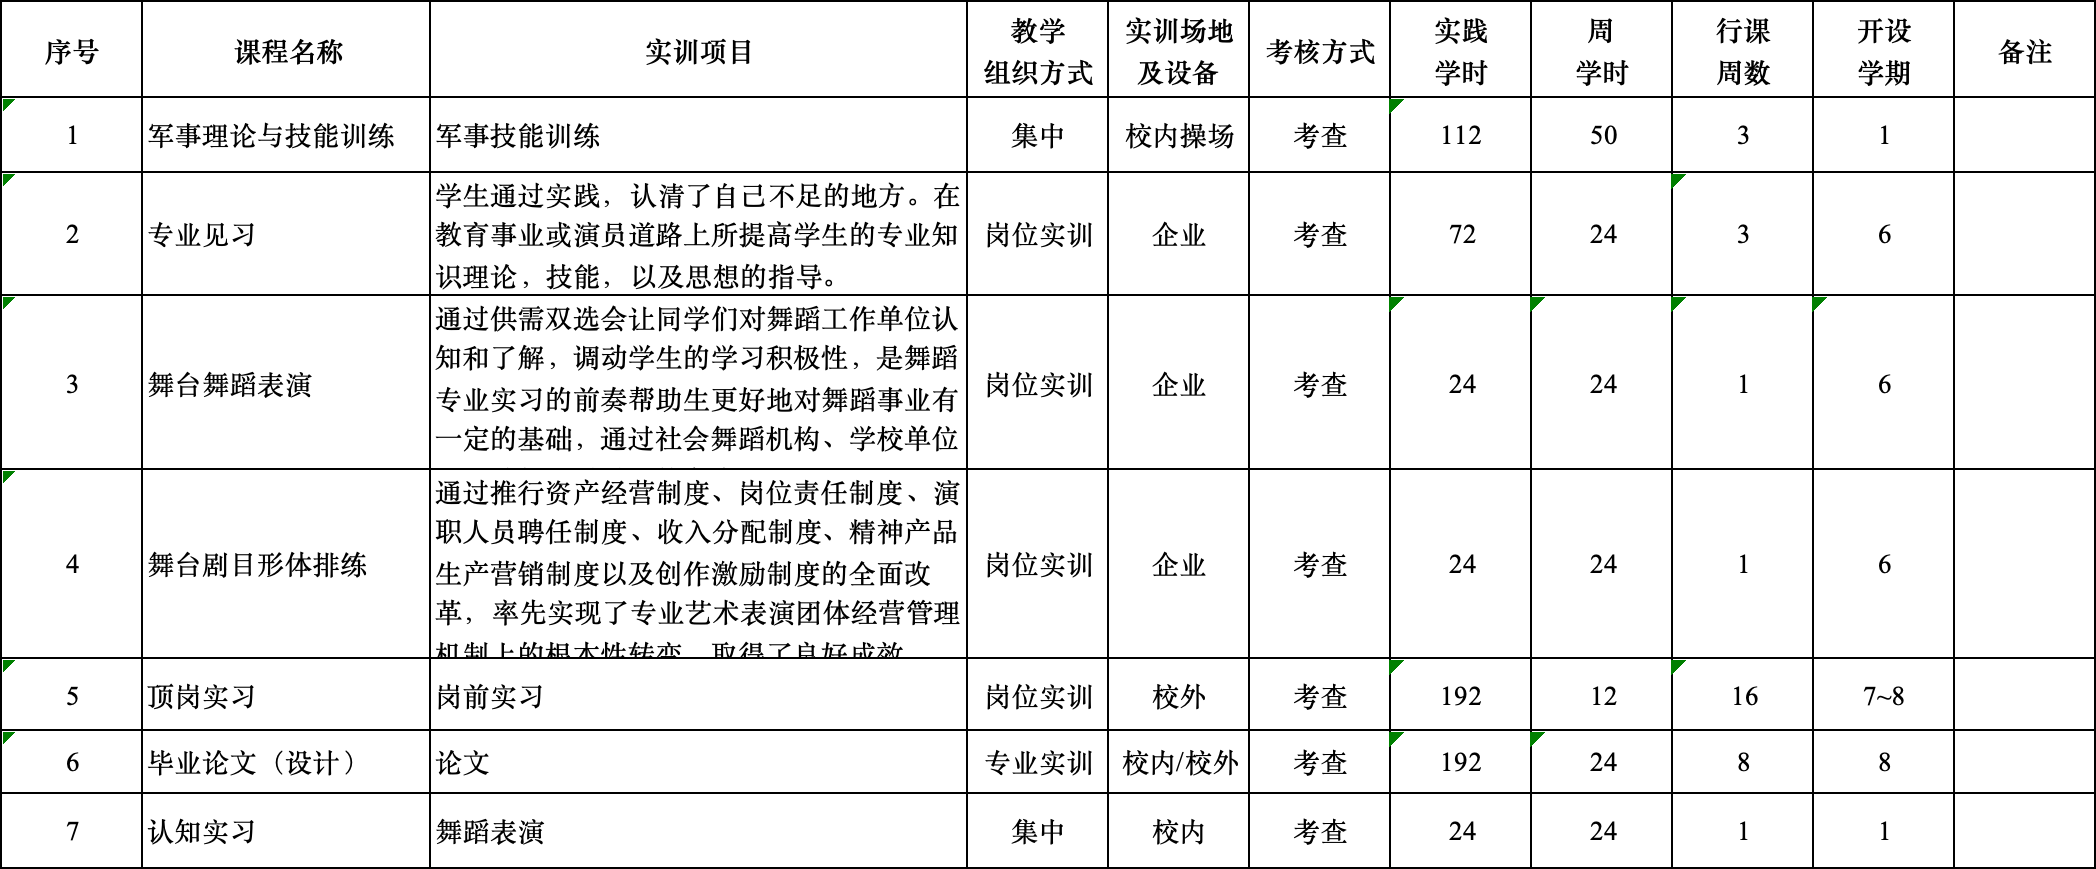 序号 课程名称 实训项目 教学组织方式 实训场地及设备 考核方式 实践学时 周学时 行课周数 开设学期 备注
1 军事理论与技能训练 军事技能训练 集中 校内操场 考查 112 50 3 1
学生通过实践，认清了自己不足的地方。在
2 专业见习 教育事业或演员道路上所提高学生的专业知 岗位实训 企业 考查 72 24 3 6
识理论，技能，以及思想的指导。
通过供需双选会让同学们对舞蹈工作单位认
知和了解，调动学生的学习积极性，是舞蹈
3 舞台舞蹈表演 专业实习的前奏帮助生更好地对舞蹈事业有 岗位实训 企业 考查 24 24 1 6
一定的基础，通过社会舞蹈机构、学校单位
通过推行资产经营制度、岗位责任制度、演
职人员聘任制度、收入分配制度、精神产品
4 舞台剧目形体排练 生产营销制度以及创作激励制度的全面改 岗位实训 企业 考查 24 24 1 6
革，率先实现了专业艺术表演团体经营管理
机制上的根本性转变，取得了良好成效
5 顶岗实习 岗前实习 岗位实训 校外 考查 192 12 16 7~8
6 毕业论文（设计） 论文 专业实训 校内/校外 考查 192 24 8 8
7 认知实习 舞蹈表演 集中 校内 考查 24 24 1 1